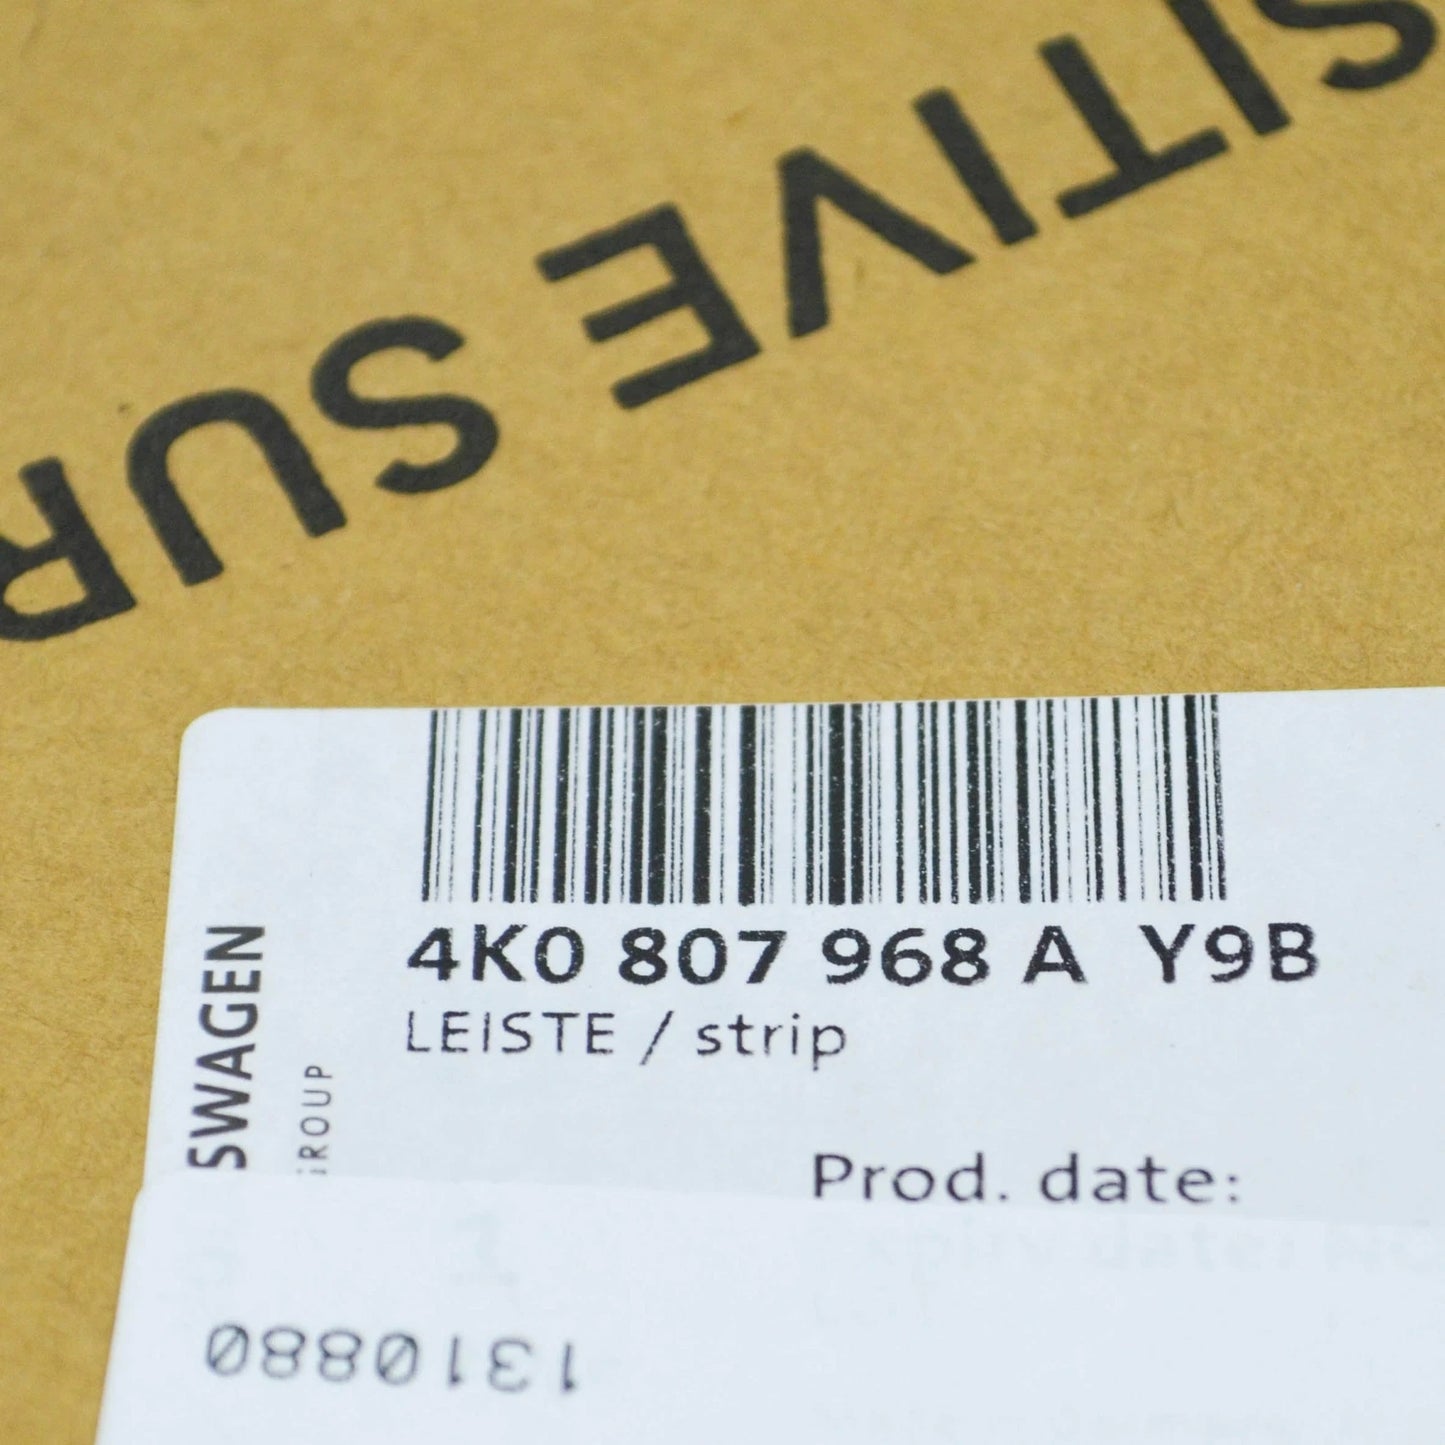 SITIVE SUR
4K0 807 968 A Y9B
LEISTE / strip
SWAGEN
GROUP
Prod. date:
1310880